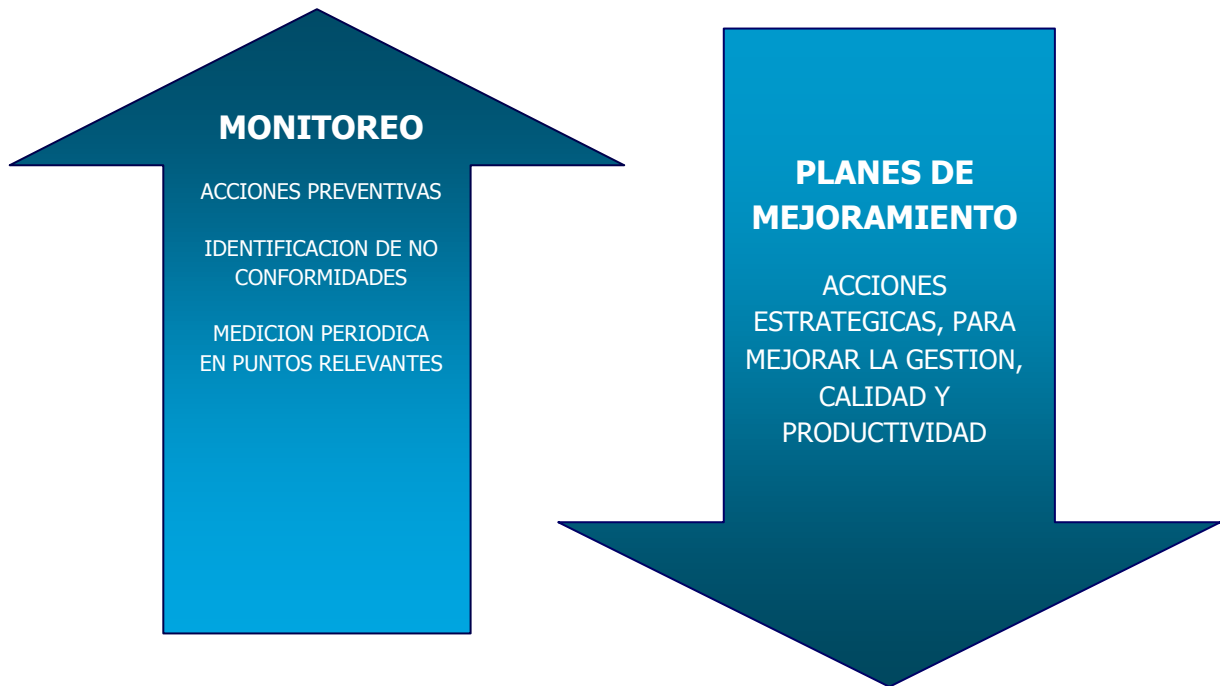 MONITOREO
ACCIONES PREVENTIVAS
IDENTIFICACION DE NO
CONFORMIDADES
MEDICION PERIODICA
EN PUNTOS RELEVANTES
PLANES DE
MEJORAMIENTO
ACCIONES
ESTRATEGICAS, PARA
MEJORAR LA GESTION,
CALIDAD Y
PRODUCTIVIDAD